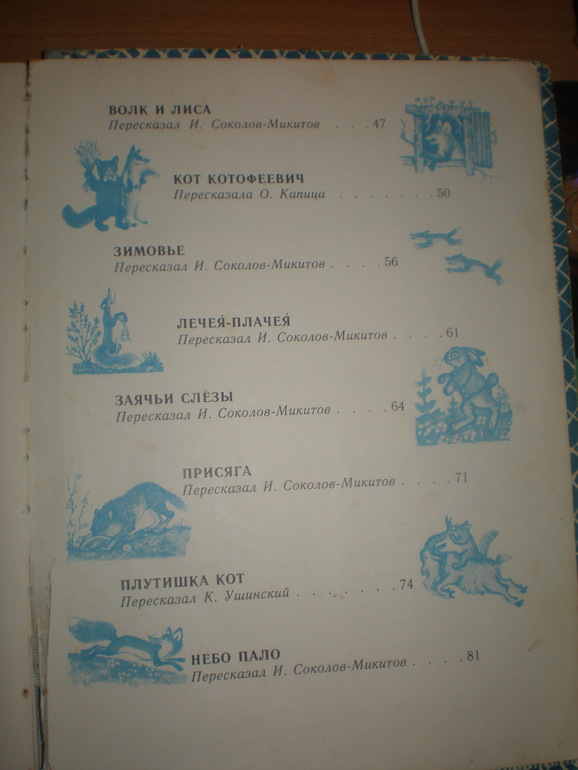 ВОЛК И ЛИСА
Пересказал И. Соколов-Микитов . . . 47
КОТ КОТОФЕЕВИЧ
Пересказала О. Капица . . . . . . . 50
ЗИМОВЬЕ
Пересказал И. Соколов-Микитов . . . . 56
ЛЕЧЕЯ́-ПЛАЧЕЯ́
Пересказал И. Соколов-Микитов . . . . 61
ЗАЯЧЬИ СЛЁЗЫ
Пересказал И. Соколов-Микитов . . . . 64
ПРИСЯГА
Пересказал И. Соколов-Микитов . . . . 71
ПЛУТИШКА КОТ
Пересказал К. Ушинский . . . . . . . 74
НЕБО ПАЛО
Пересказал И. Соколов-Микитов . . . . 81